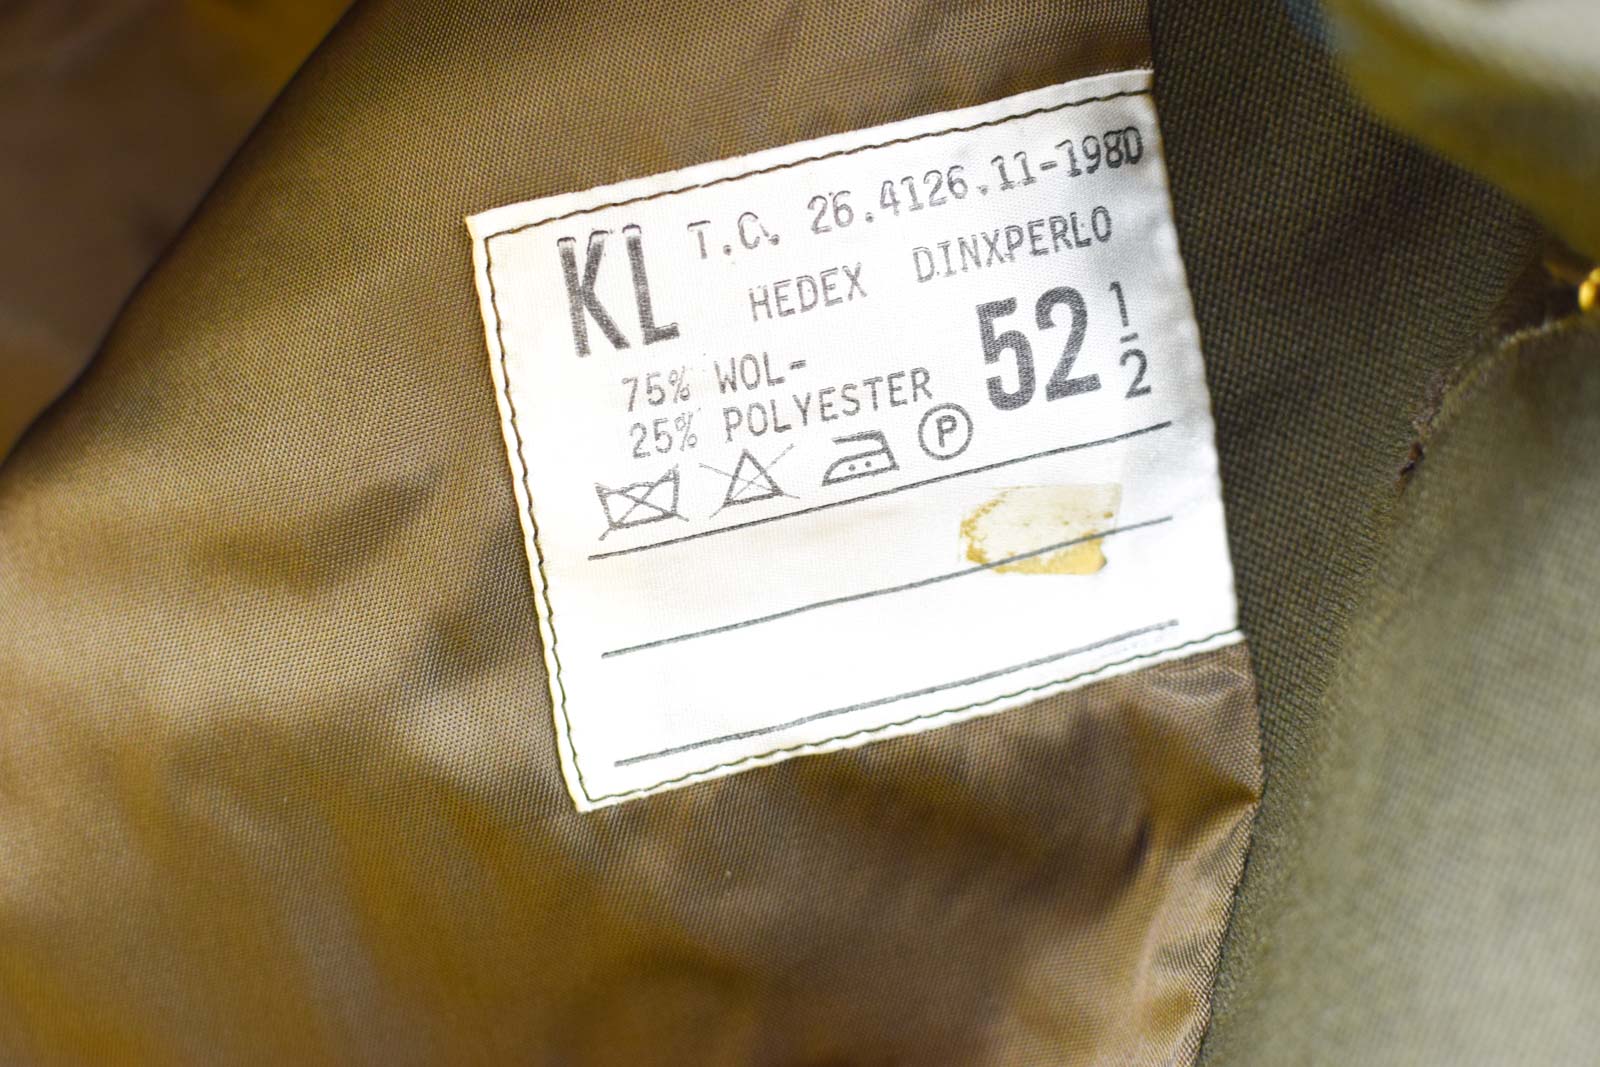 KL T.C. 26.4126.11-1980
HEDEX DINXPERLO
75% WOL-
25% POLYESTER
52 1/2
P